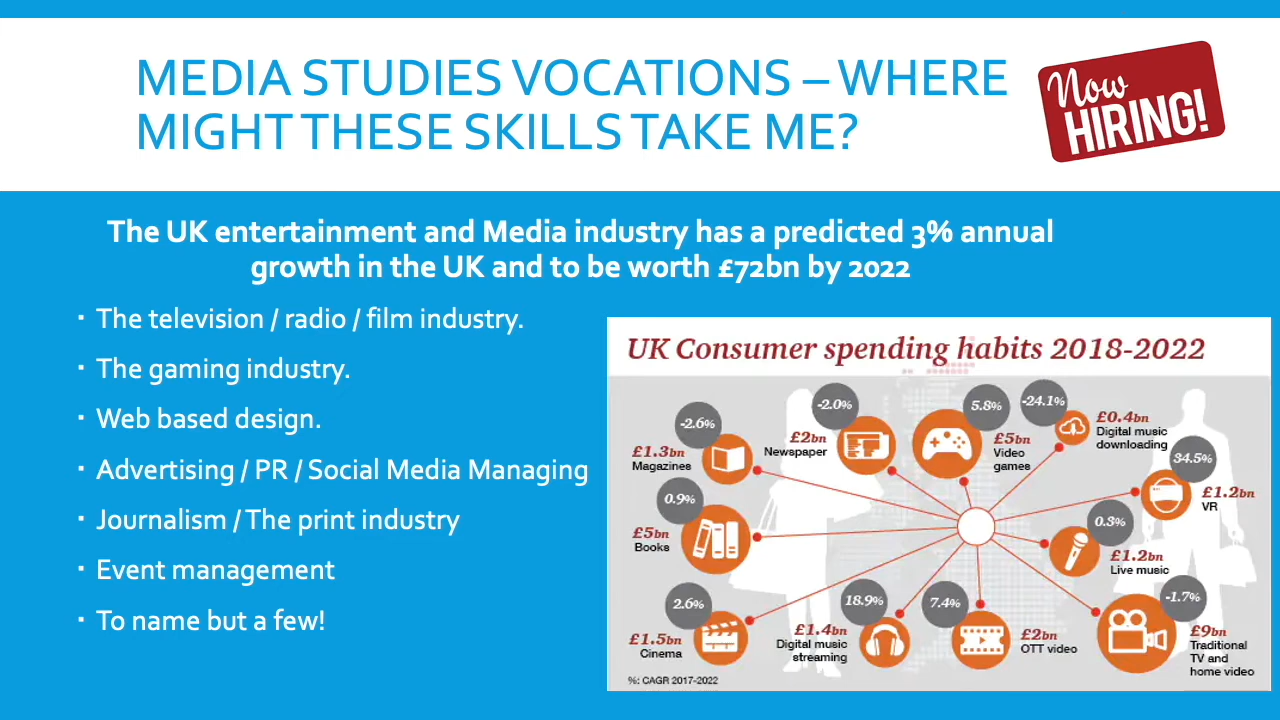 MEDIA STUDIES VOCATIONS – WHERE
MIGHT THESE SKILLS TAKE ME?
Now
HIRING!
The UK entertainment and Media industry has a predicted 3% annual
growth in the UK and to be worth £72bn by 2022
▪ The television / radio / film industry.
▪ The gaming industry.
▪ Web based design.
▪ Advertising / PR / Social Media Managing
▪ Journalism / The print industry
▪ Event management
▪ To name but a few!
UK Consumer spending habits 2018-2022
-2.6%
£1.3bn
Magazines
-2.0%
£2bn
Newspaper
5.8%
£5bn
Video
games
-24.1%
£0.4bn
Digital music
downloading
34.5%
£1.2bn
VR
0.9%
£5bn
Books
0.3%
£1.2bn
Live music
2.6%
£1.5bn
Cinema
18.9%
£1.4bn
Digital music
streaming
7.4%
£2bn
OTT video
-1.7%
£9bn
Traditional
TV and
home video
%: CAGR 2017-2022